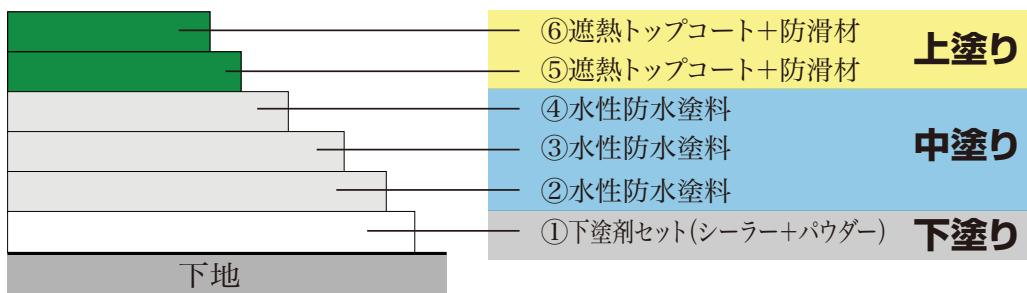 ⑥遮熱トップコート＋防滑材
⑤遮熱トップコート＋防滑材
上塗り
④水性防水塗料
③水性防水塗料
②水性防水塗料
中塗り
①下塗剤セット(シーラー＋パウダー)
下塗り
下地